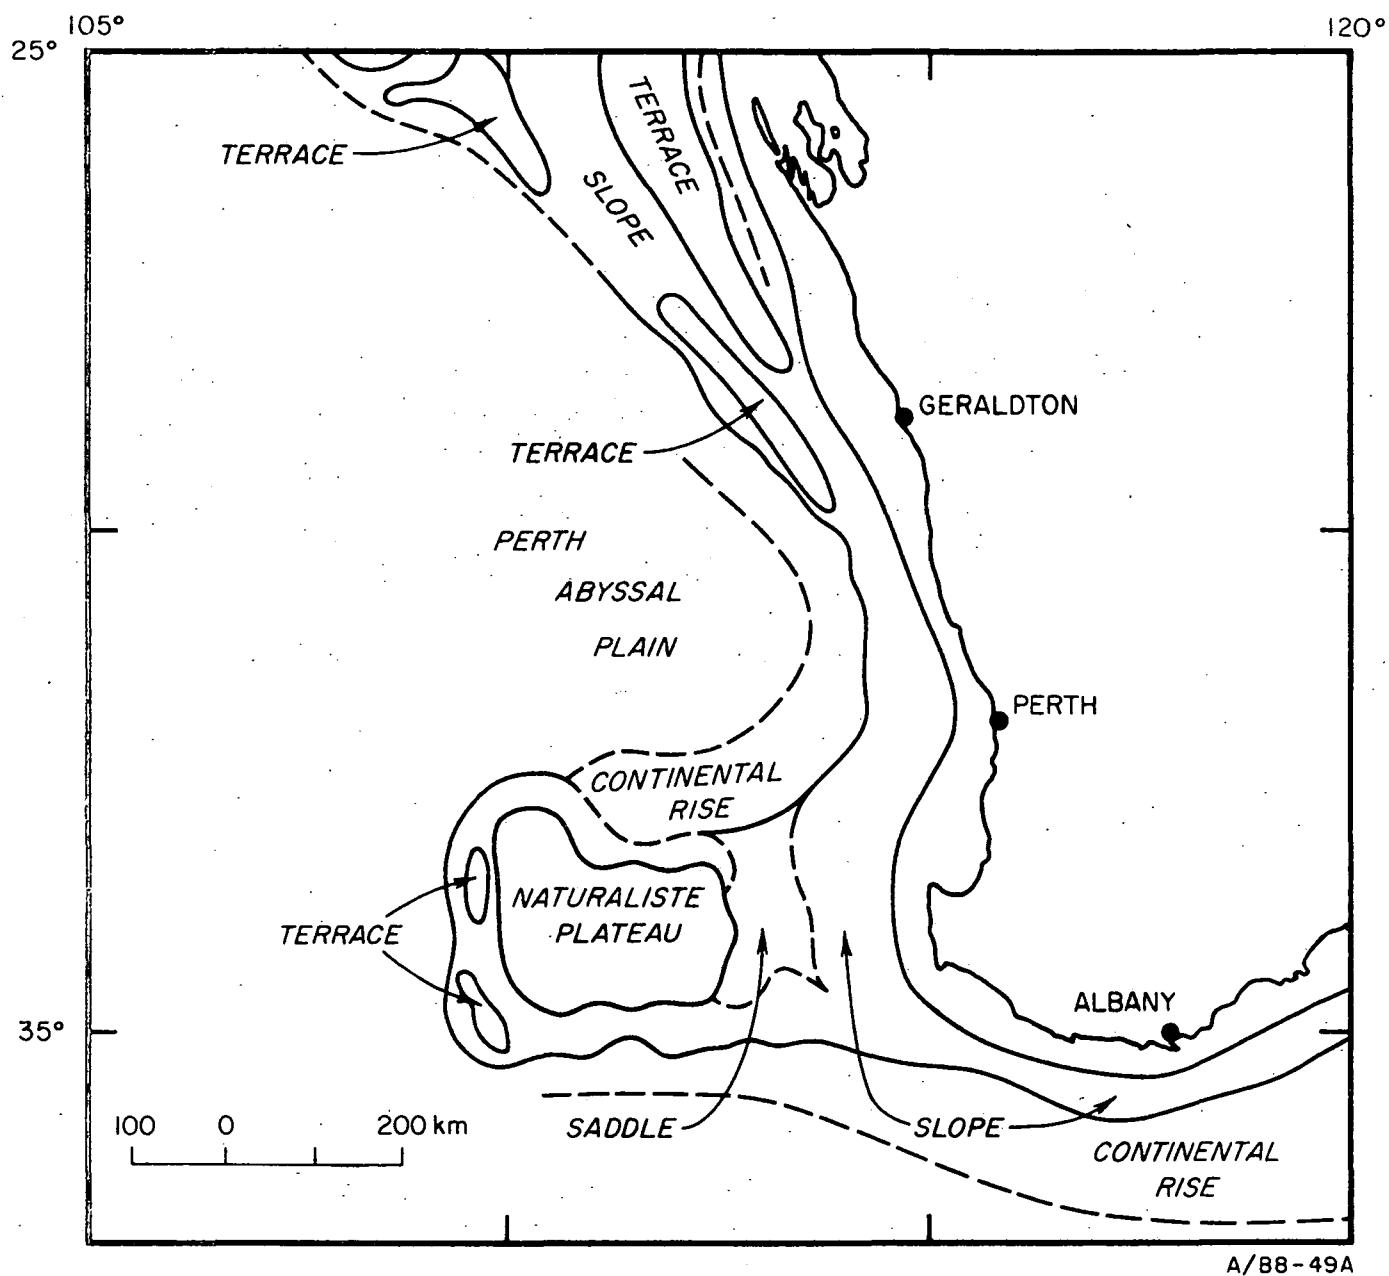 105°
120°
25°
TERRACE
TERRACE
SLOPE
GERALDTON
TERRACE
PERTH
ABYSSAL
PLAIN
PERTH
CONTINENTAL
RISE
NATURALISTE
PLATEAU
TERRACE
ALBANY
35°
100 0 200 km
SADDLE
SLOPE
CONTINENTAL
RISE
A/88-49A